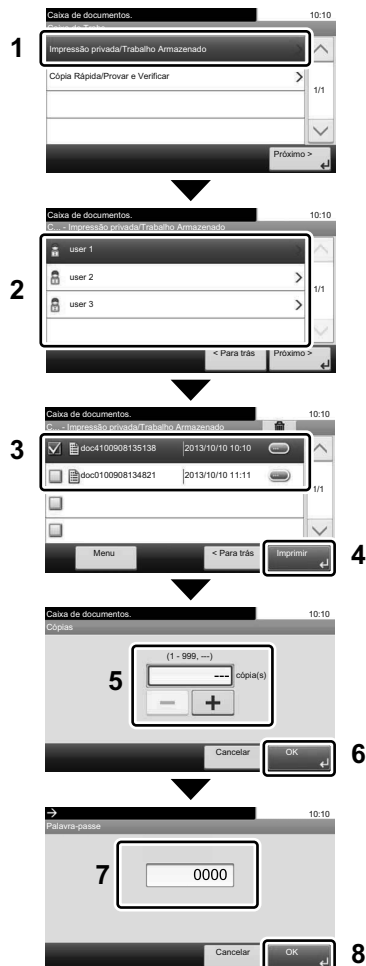 Caixa de documentos. 10:10
Caixa de Trabs.
1
Impressão privada/Trabalho Armazenado
Cópia Rápida/Provar e Verificar
1/1
Próximo >
Caixa de documentos. 10:10
C... - Impressão privada/Trabalho Armazenado
user 1
2
user 2
1/1
user 3
< Para trás Próximo >
Caixa de documentos. 10:10
C... - Impressão privada/Trabalho Armazenado
3
doc4100908135138 2013/10/10 10:10
doc0100908134821 2013/10/10 11:11
1/1
Menu < Para trás Imprimir
4
Caixa de documentos. 10:10
Cópias
(1 - 999, ---)
5
--- cópia(s)
− +
Cancelar OK
6
10:10
Palavra-passe
7
0000
Cancelar OK
8